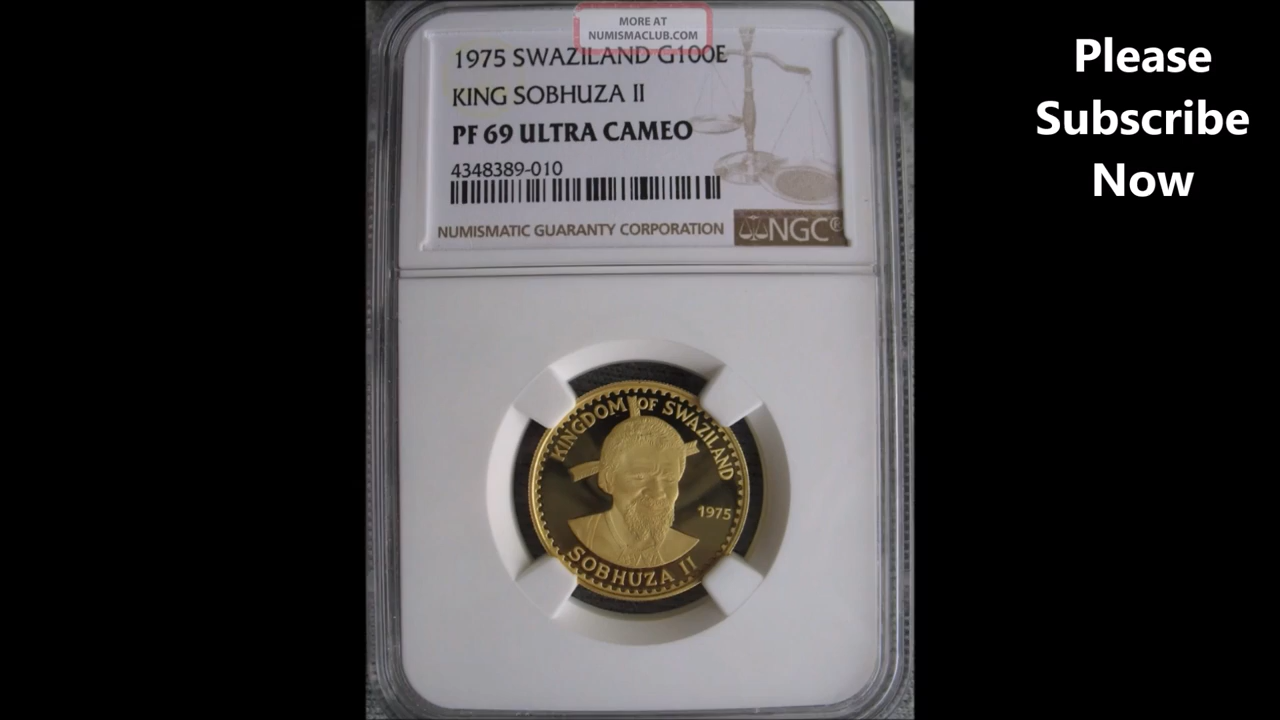 MORE AT
NUMISMACLUB.COM
1975 SWAZILAND G100E
KING SOBHUZA II
PF 69 ULTRA CAMEO
4348389-010
NUMISMATIC GUARANTY CORPORATION
NGC®
KINGDOM OF SWAZILAND
1975
SOBHUZA II
Please
Subscribe
Now